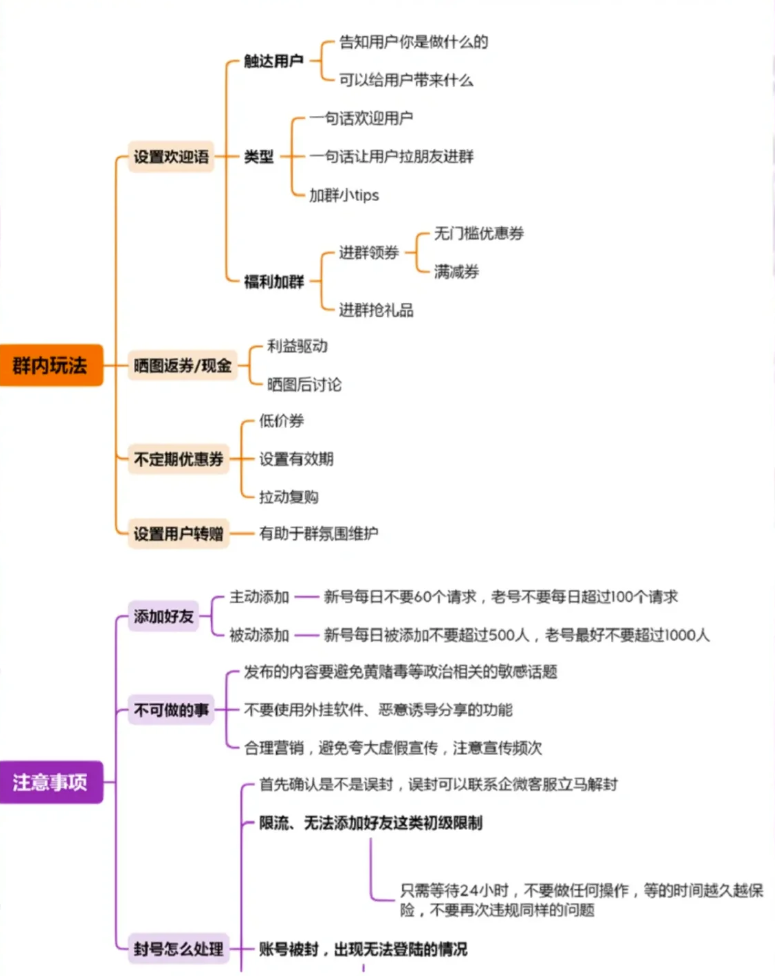 告知用户你是做什么的
触达用户
可以给用户带来什么
一句话欢迎用户
设置欢迎语
类型
一句话让用户拉朋友进群
加群小tips
无门槛优惠券
进群领券
满减券
福利加群
进群抢礼品
利益驱动
群内玩法
晒图返券/现金
晒图后讨论
低价券
不定期优惠券
设置有效期
拉动复购
设置用户转赠
有助于群氛围维护
主动添加
新号每日不要60个请求，老号不要每日超过100个请求
添加好友
被动添加
新号每日被添加不要超过500人，老号最好不要超过1000人
发布的内容要避免黄赌毒等政治相关的敏感话题
不可做的事
不要使用外挂软件、恶意诱导分享的功能
合理营销，避免夸大虚假宣传，注意宣传频次
注意事项
首先确认是不是误封，误封可以联系企微客服立马解封
限流、无法添加好友这类初级限制
只需等待24小时，不要做任何操作，等的时间越久越保
险，不要再次违规同样的问题
封号怎么处理
账号被封，出现无法登陆的情况